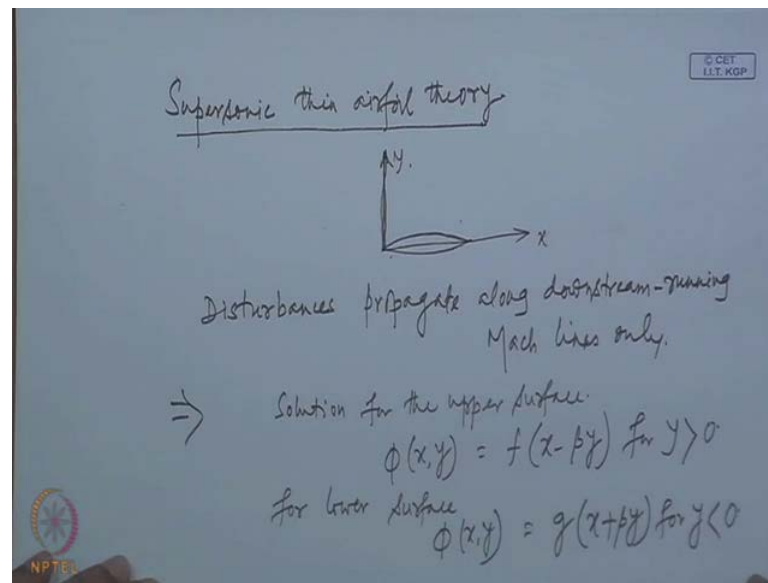 © CET
I.I.T. KGP
Supersonic thin airfoil theory
y.
x
Disturbances propagate along downstream-running
Mach lines only.
⇒ Solution for the upper surface.
ϕ(x,y) = f(x-βy) for y>0
for lower surface
ϕ(x,y) = g(x+βy) for y<0
NPTEL